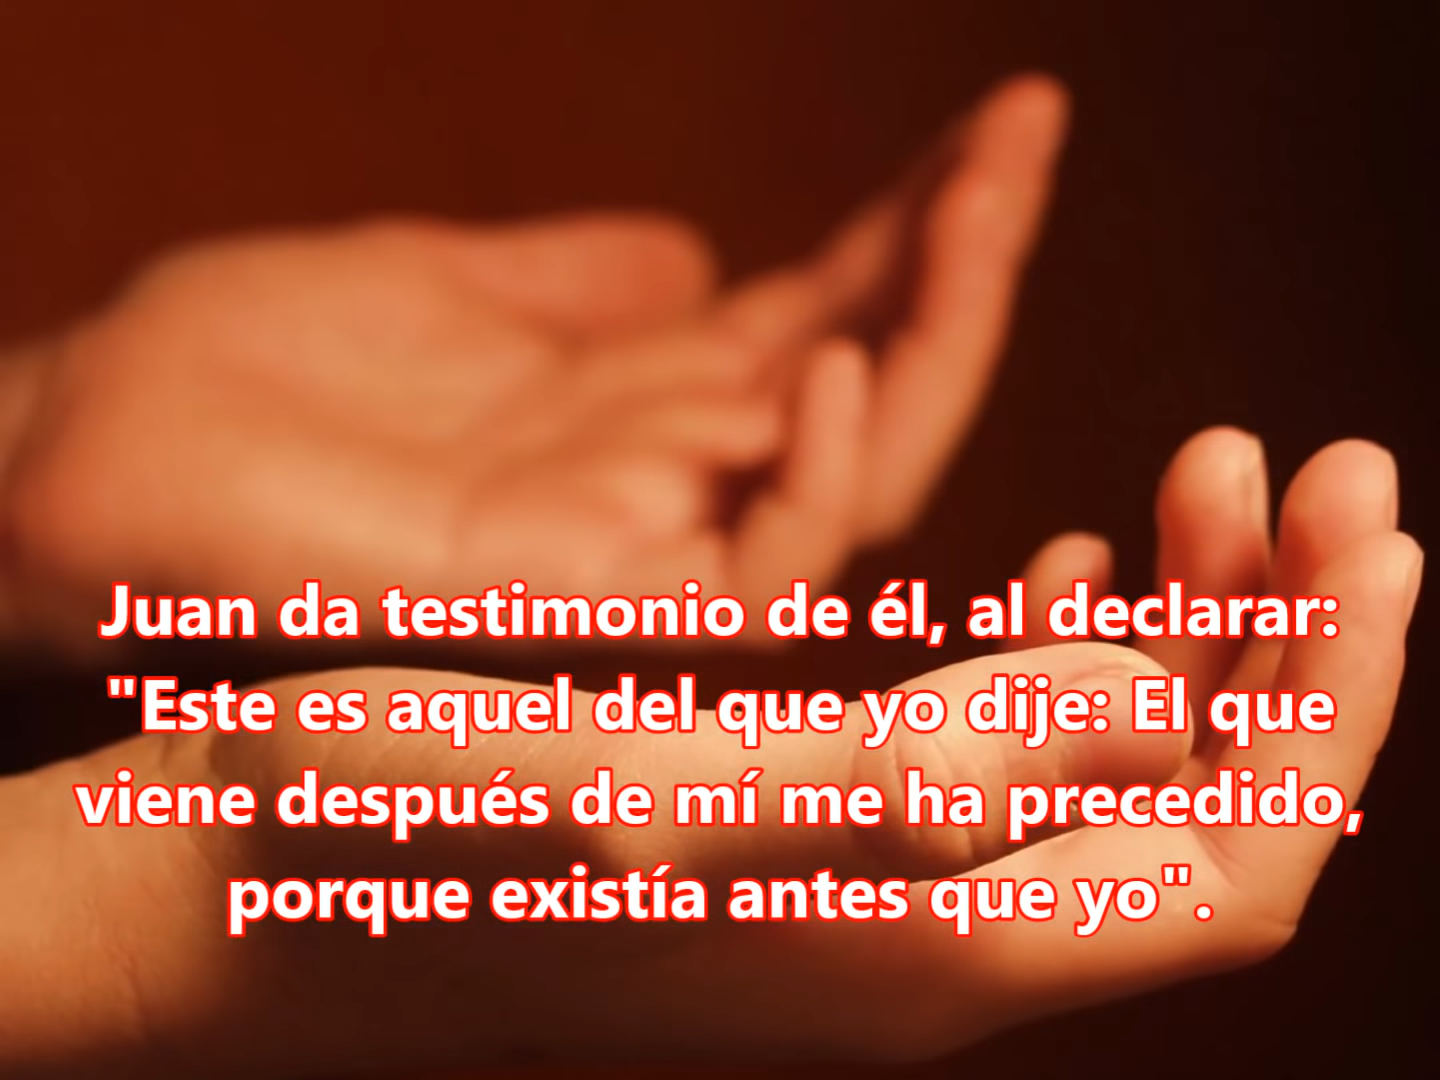 Juan da testimonio de él, al declarar:
"Este es aquel del que yo dije: El que
viene después de mí me ha precedido,
porque existía antes que yo".